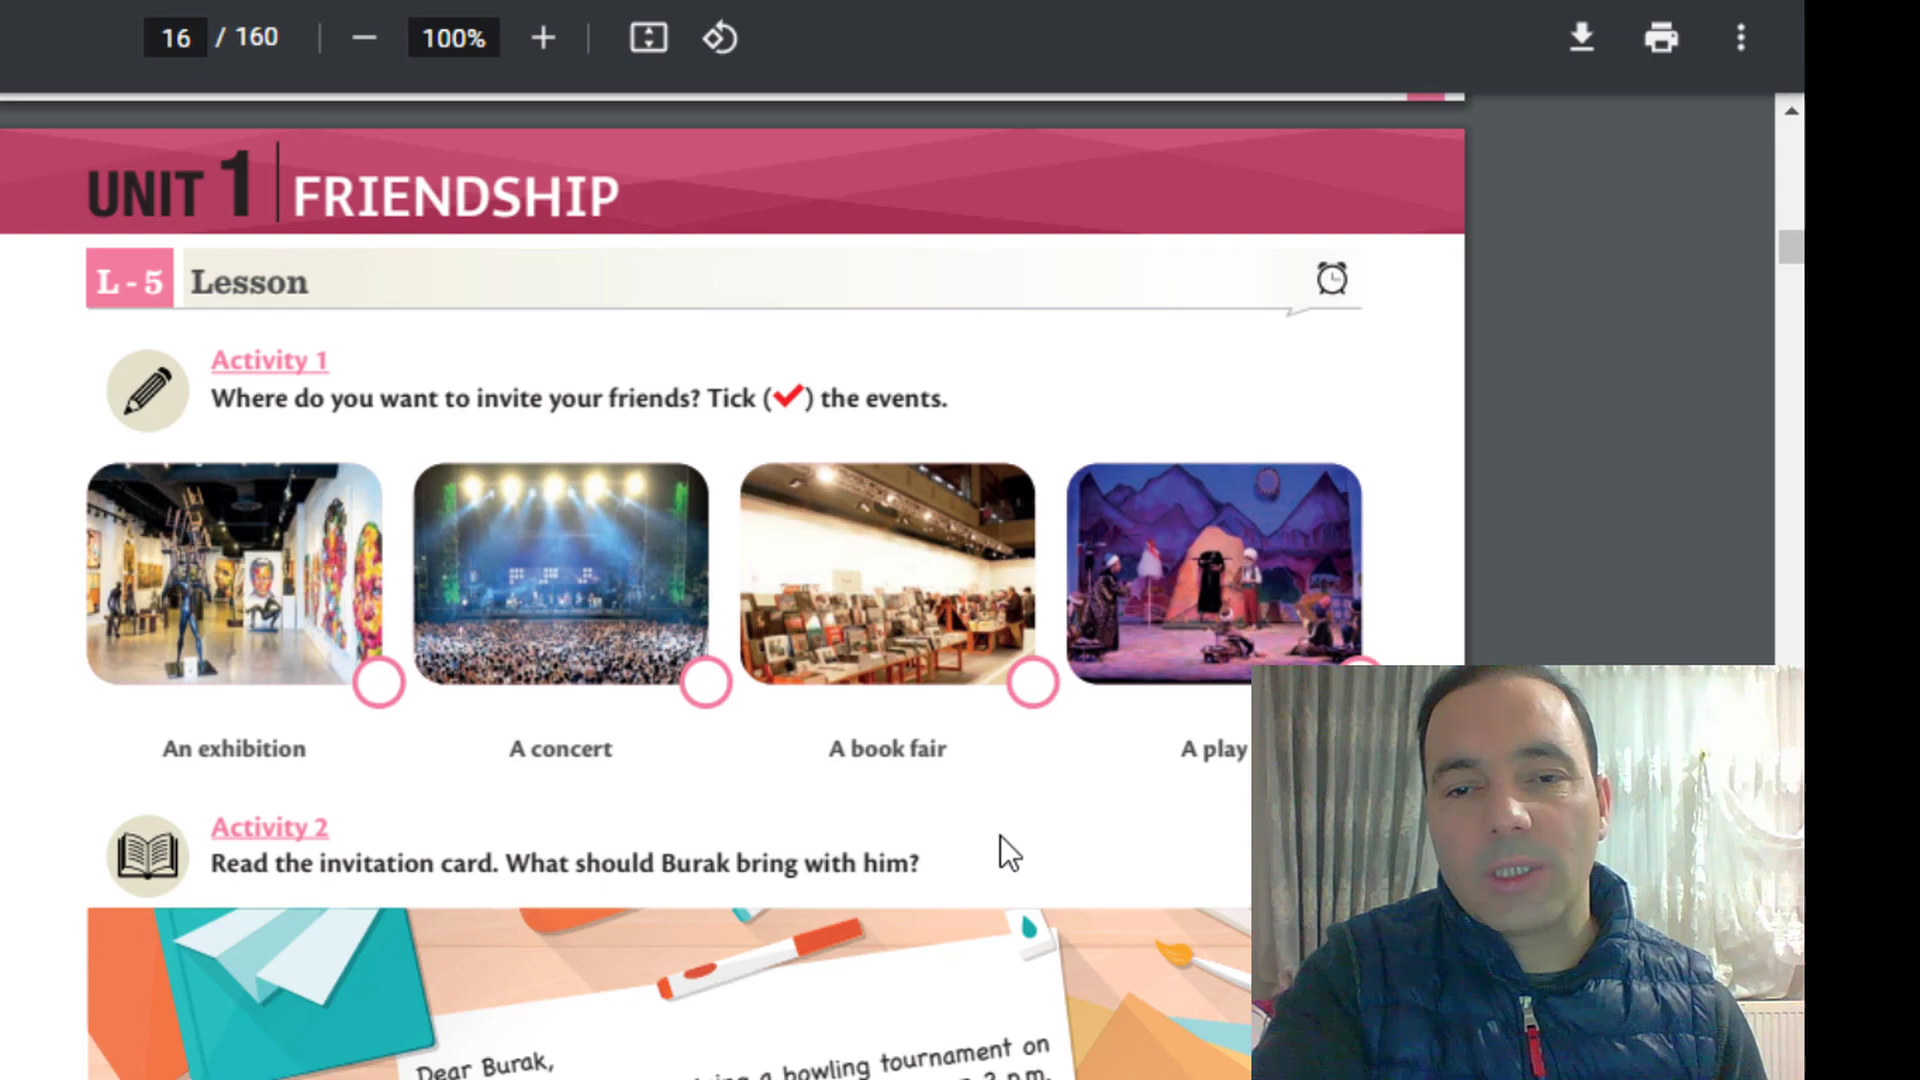 16 / 160
100%
UNIT 1 FRIENDSHIP
L - 5 Lesson
Activity 1
Where do you want to invite your friends? Tick (✔) the events.
An exhibition
A concert
A book fair
A play
Activity 2
Read the invitation card. What should Burak bring with him?
Dear Burak,
a bowling tournament on
p.m.